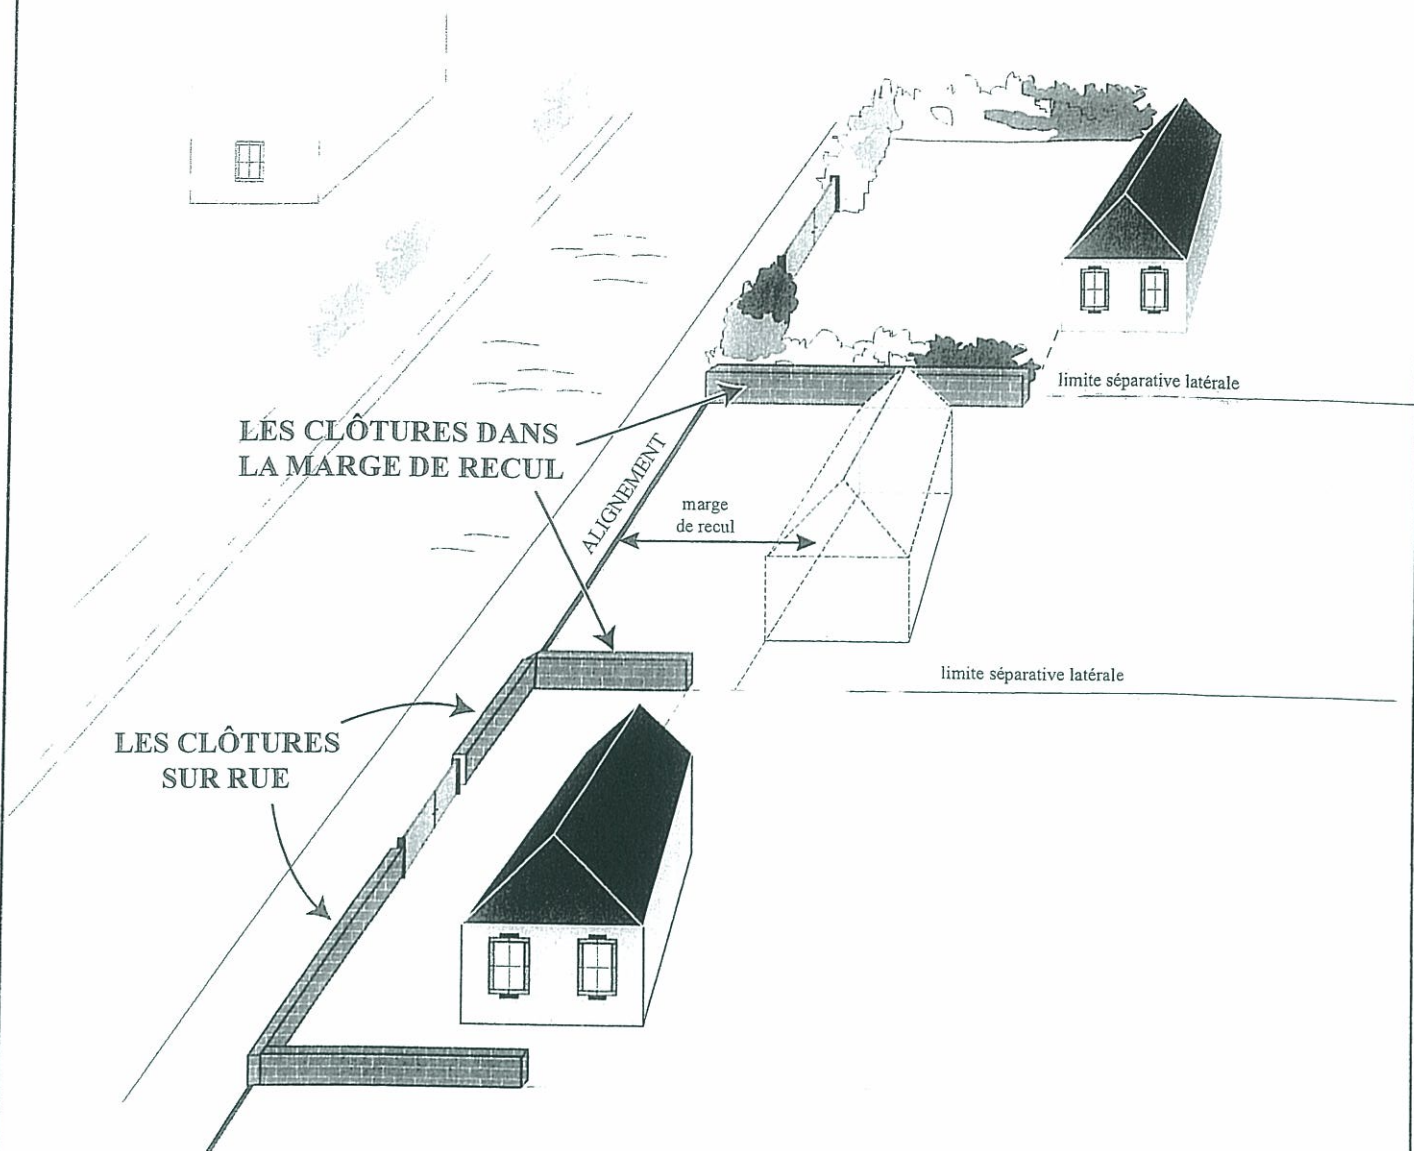 limite séparative latérale
LES CLÔTURES DANS
LA MARGE DE RECUL
ALIGNEMENT
marge
de recul
limite séparative latérale
LES CLÔTURES
SUR RUE